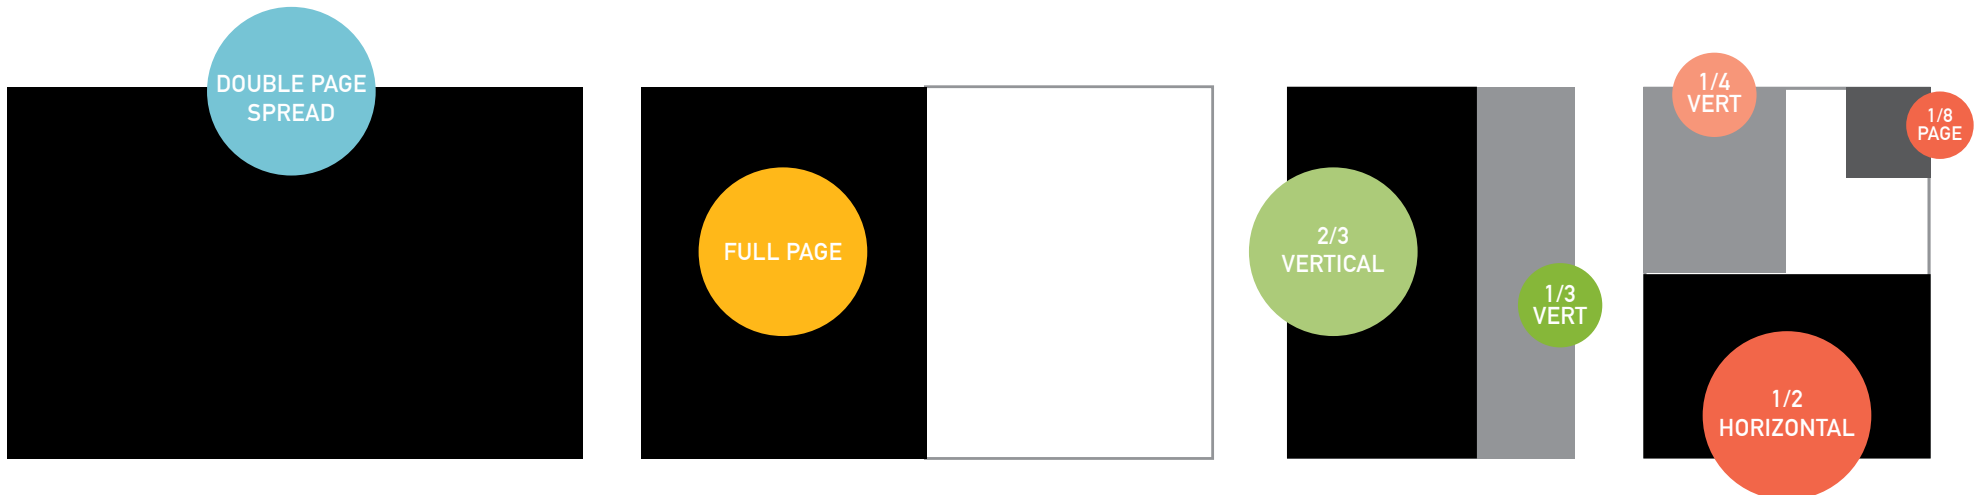 DOUBLE PAGE
SPREAD
FULL PAGE
2/3
VERTICAL
1/3
VERT
1/4
VERT
1/8
PAGE
1/2
HORIZONTAL